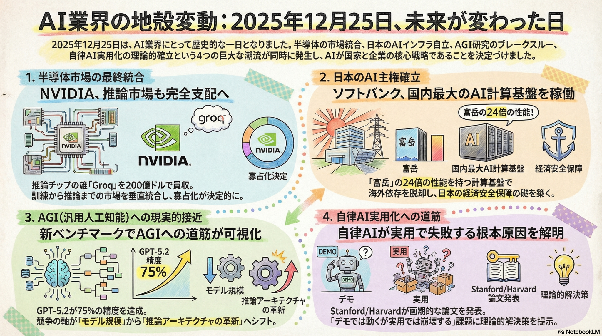 AI業界の地殻変動：2025年12月25日、未来が変わった日
2025年12月25日は、AI業界にとって歴史的な一日となりました。半導体の市場統合、日本のAIインフラ自立、AGI研究のブレークスルー、
自律AI実用化の理論的確立という4つの巨大な潮流が同時に発生し、AIが国家と企業の核心戦略であることを決定づけました。
1. 半導体市場の最終統合
NVIDIA、推論市場も完全支配へ
groq
NVIDIA
NVIDIA.
寡占化決定
推論チップの雄「Groq」を200億ドルで買収。
訓練から推論までの市場を垂直統合し、寡占化が決定的に。
2. 日本のAI主権確立
ソフトバンク、国内最大のAI計算基盤を稼働
富岳の24倍の性能！
AI
富岳
国内最大AI計算基盤
経済安全保障
「富岳」の24倍の性能を持つ計算基盤で
海外依存を脱却し、日本の経済安全保障の礎を築く。
3. AGI（汎用人工知能）への現実的接近
新ベンチマークでAGIへの道筋が可視化
GPT-5.2
精度
75%
モデル規模
推論アーキテクチャ
の革新
GPT-5.2が75%の精度を達成。
競争の軸が「モデル規模」から「推論アーキテクチャの革新」へシフト。
4. 自律AI実用化への道筋
自律AIが実用で失敗する根本原因を解明
DEMO
実用
デモ
実用
Stanford/Harvard
論文発表
理論的解決策
Stanford/Harvardが画期的な論文を発表。
「デモでは動くが実用では崩壊する」課題に理論的解決策を提示。
NotebookLM